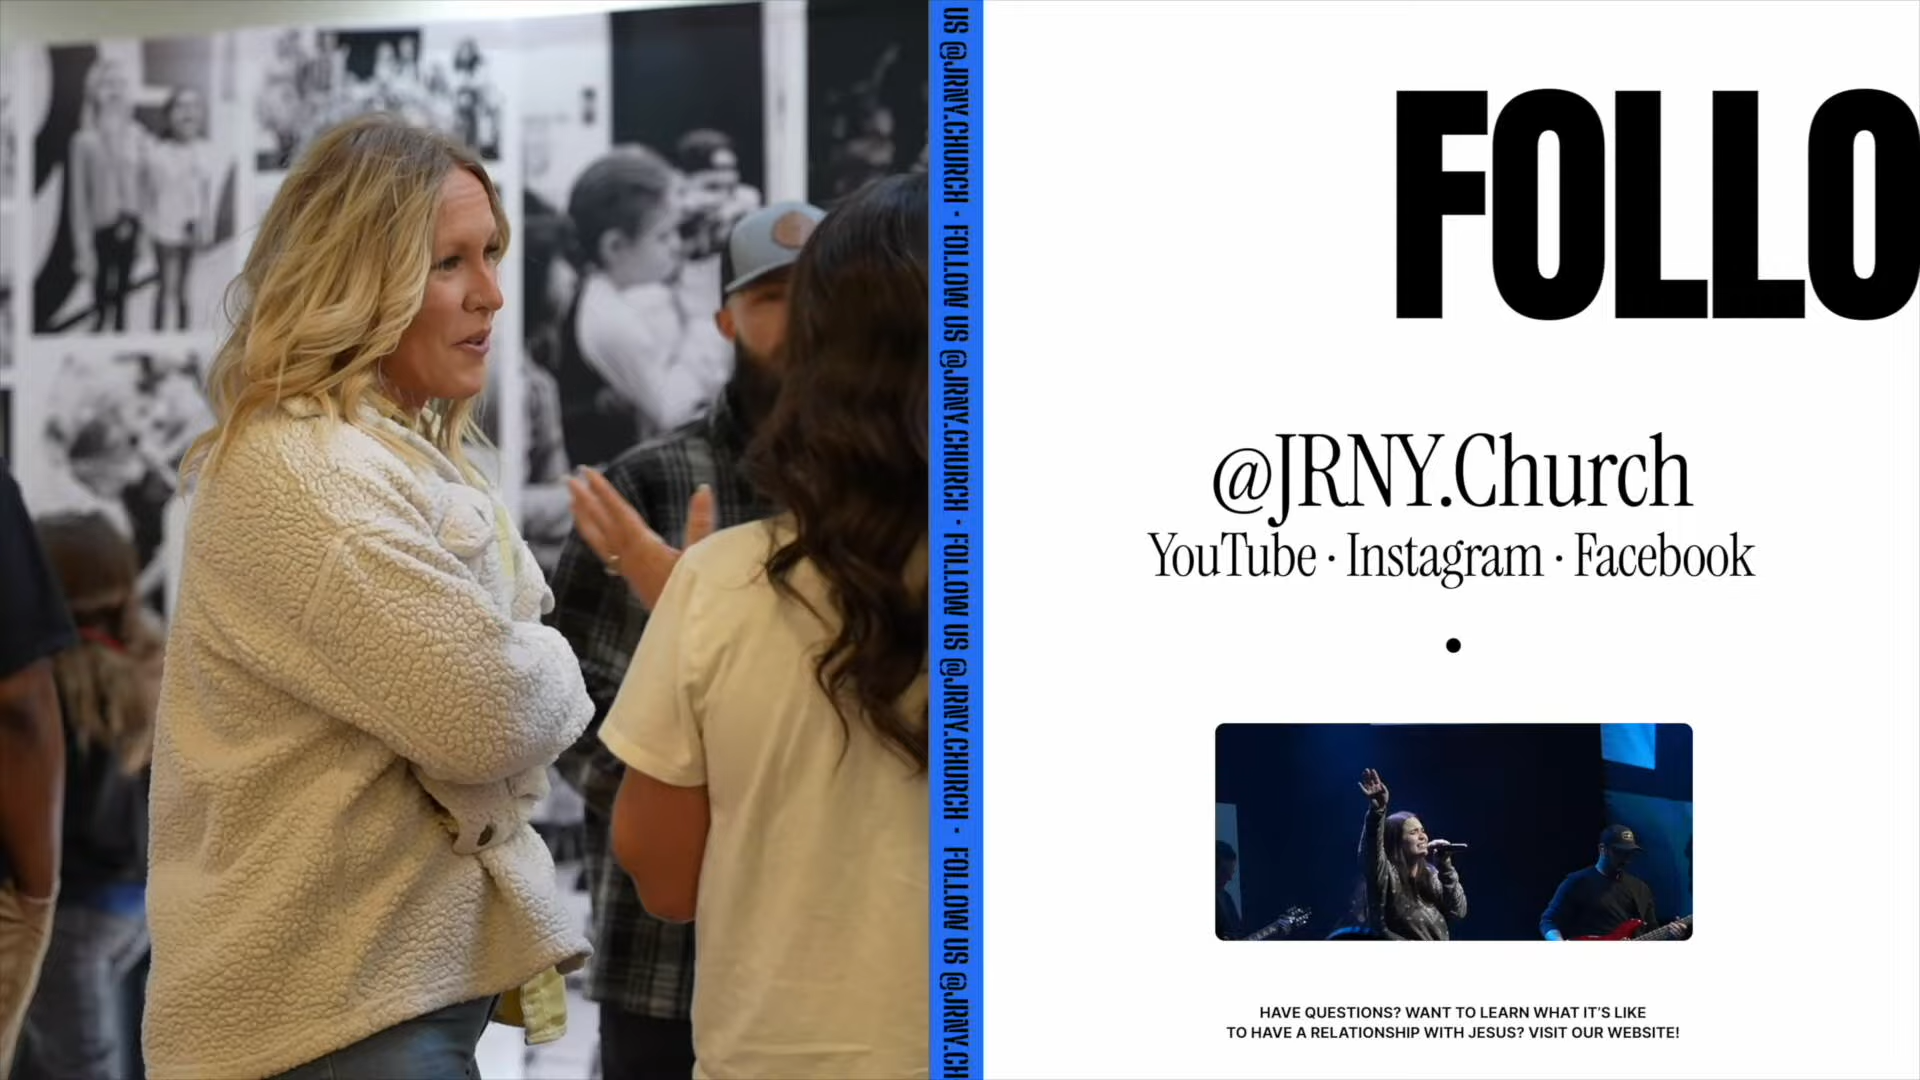 US @JRNY.CHURCH · FOLLOW US @JRNY.CHURCH · FOLLOW US @JRNY.CHURCH · FOLLOW US @JRNY.CH
FOLLO
@JRNY.Church
YouTube · Instagram · Facebook
HAVE QUESTIONS? WANT TO LEARN WHAT IT'S LIKE
TO HAVE A RELATIONSHIP WITH JESUS? VISIT OUR WEBSITE!